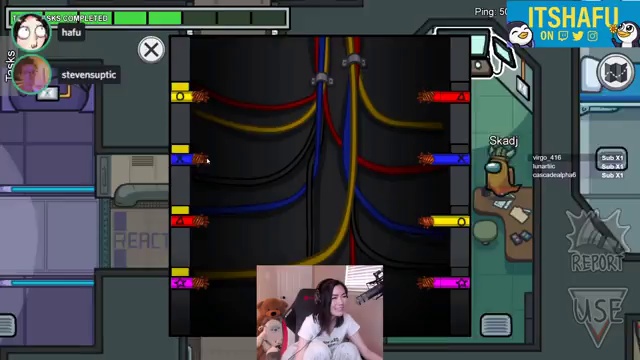 TASKS COMPLETED
Ping: 50
ITSHAFU
ON
hafu
stevensuptic
Tasks
Skadj
virgo_416 Sub X1
lunartic Sub X1
cascadealpha6 Sub X1
REACT
REPORT
USE